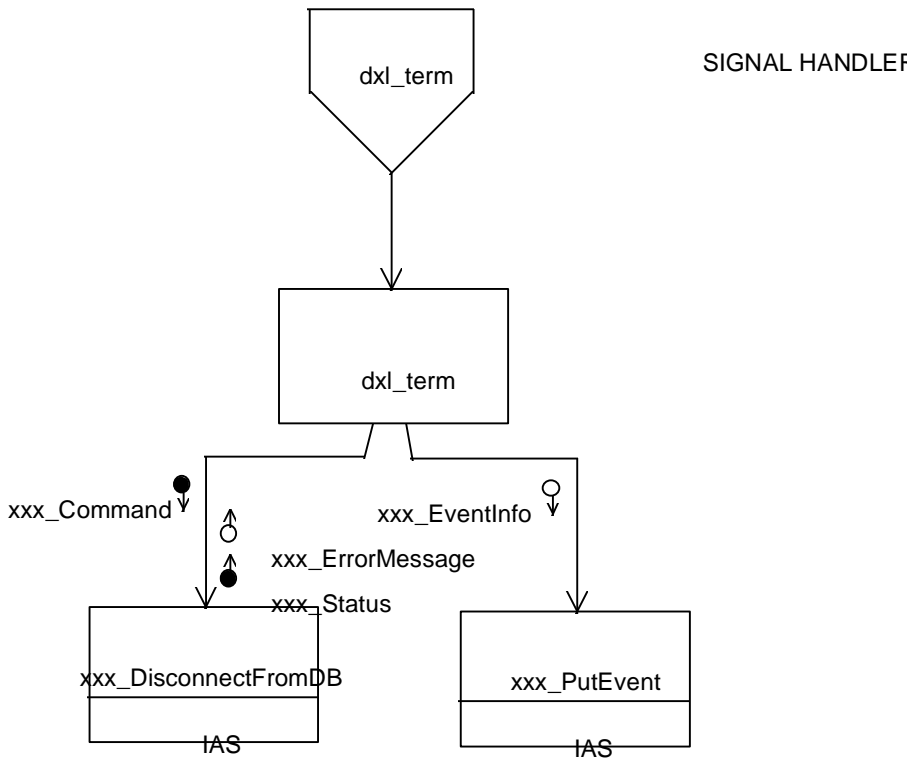 dxl_term
SIGNAL HANDLER
dxl_term
xxx_Command
xxx_EventInfo
xxx_ErrorMessage
xxx_Status
xxx_DisconnectFromDB
xxx_PutEvent
IAS
IAS